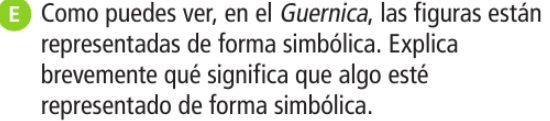 E Como puedes ver, en el Guernica, las figuras están
representadas de forma simbólica. Explica
brevemente qué significa que algo esté
representado de forma simbólica.